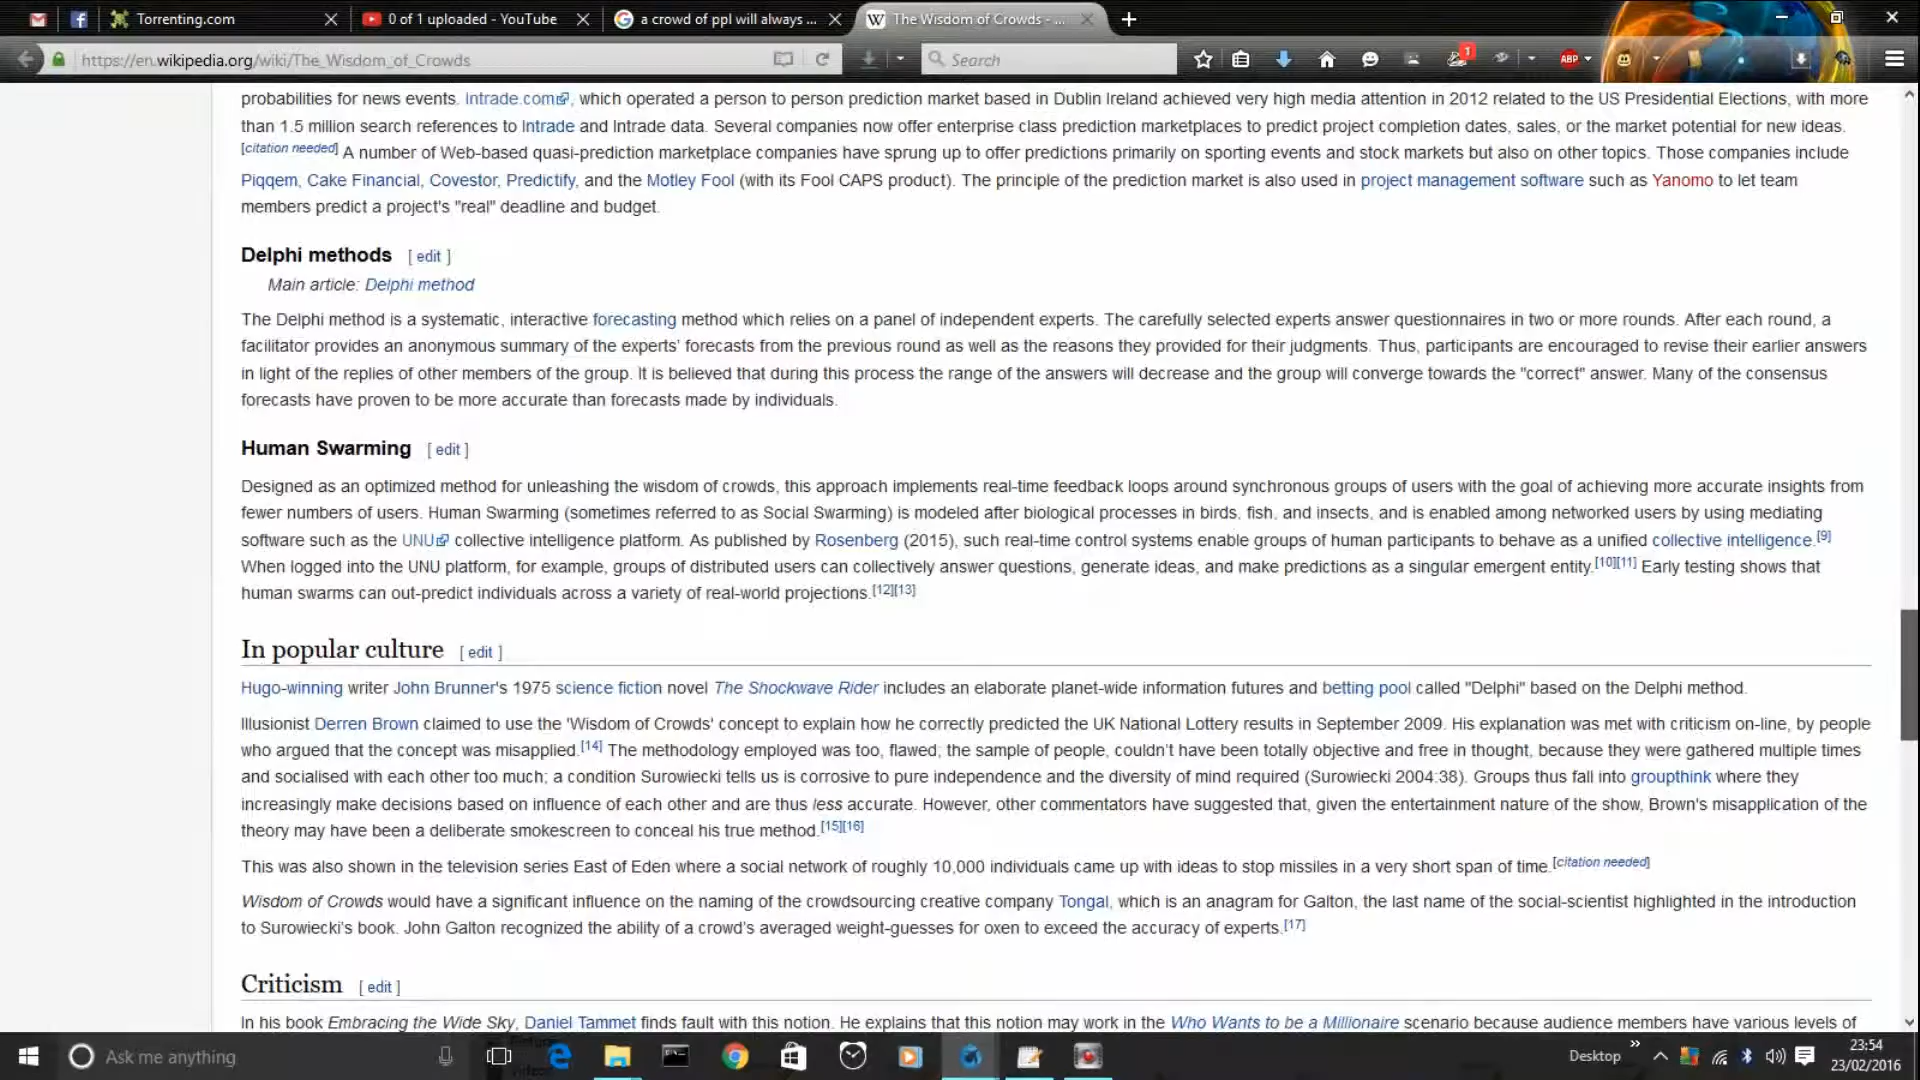 Torrenting.com
0 of 1 uploaded - YouTube
a crowd of ppl will always ...
The Wisdom of Crowds - ...
https://en.wikipedia.org/wiki/The_Wisdom_of_Crowds
Search
1
ABP
probabilities for news events. Intrade.com, which operated a person to person prediction market based in Dublin Ireland achieved very high media attention in 2012 related to the US Presidential Elections, with more
than 1.5 million search references to Intrade and Intrade data. Several companies now offer enterprise class prediction marketplaces to predict project completion dates, sales, or the market potential for new ideas.
[citation needed] A number of Web-based quasi-prediction marketplace companies have sprung up to offer predictions primarily on sporting events and stock markets but also on other topics. Those companies include
Piqqem, Cake Financial, Covestor, Predictify, and the Motley Fool (with its Fool CAPS product). The principle of the prediction market is also used in project management software such as Yanomo to let team
members predict a project's "real" deadline and budget.
Delphi methods [ edit ]
Main article: Delphi method
The Delphi method is a systematic, interactive forecasting method which relies on a panel of independent experts. The carefully selected experts answer questionnaires in two or more rounds. After each round, a
facilitator provides an anonymous summary of the experts' forecasts from the previous round as well as the reasons they provided for their judgments. Thus, participants are encouraged to revise their earlier answers
in light of the replies of other members of the group. It is believed that during this process the range of the answers will decrease and the group will converge towards the "correct" answer. Many of the consensus
forecasts have proven to be more accurate than forecasts made by individuals.
Human Swarming [ edit ]
Designed as an optimized method for unleashing the wisdom of crowds, this approach implements real-time feedback loops around synchronous groups of users with the goal of achieving more accurate insights from
fewer numbers of users. Human Swarming (sometimes referred to as Social Swarming) is modeled after biological processes in birds, fish, and insects, and is enabled among networked users by using mediating
software such as the UNU collective intelligence platform. As published by Rosenberg (2015), such real-time control systems enable groups of human participants to behave as a unified collective intelligence.[9]
When logged into the UNU platform, for example, groups of distributed users can collectively answer questions, generate ideas, and make predictions as a singular emergent entity.[10][11] Early testing shows that
human swarms can out-predict individuals across a variety of real-world projections.[12][13]
In popular culture [ edit ]
Hugo-winning writer John Brunner's 1975 science fiction novel The Shockwave Rider includes an elaborate planet-wide information futures and betting pool called "Delphi" based on the Delphi method.
Illusionist Derren Brown claimed to use the 'Wisdom of Crowds' concept to explain how he correctly predicted the UK National Lottery results in September 2009. His explanation was met with criticism on-line, by people
who argued that the concept was misapplied.[14] The methodology employed was too, flawed; the sample of people, couldn't have been totally objective and free in thought, because they were gathered multiple times
and socialised with each other too much; a condition Surowiecki tells us is corrosive to pure independence and the diversity of mind required (Surowiecki 2004:38). Groups thus fall into groupthink where they
increasingly make decisions based on influence of each other and are thus less accurate. However, other commentators have suggested that, given the entertainment nature of the show, Brown's misapplication of the
theory may have been a deliberate smokescreen to conceal his true method.[15][16]
This was also shown in the television series East of Eden where a social network of roughly 10,000 individuals came up with ideas to stop missiles in a very short span of time.[citation needed]
Wisdom of Crowds would have a significant influence on the naming of the crowdsourcing creative company Tongal, which is an anagram for Galton, the last name of the social-scientist highlighted in the introduction
to Surowiecki's book. John Galton recognized the ability of a crowd's averaged weight-guesses for oxen to exceed the accuracy of experts.[17]
Criticism [ edit ]
In his book Embracing the Wide Sky, Daniel Tammet finds fault with this notion. He explains that this notion may work in the Who Wants to be a Millionaire scenario because audience members have various levels of
Ask me anything
Desktop
23:54
23/02/2016